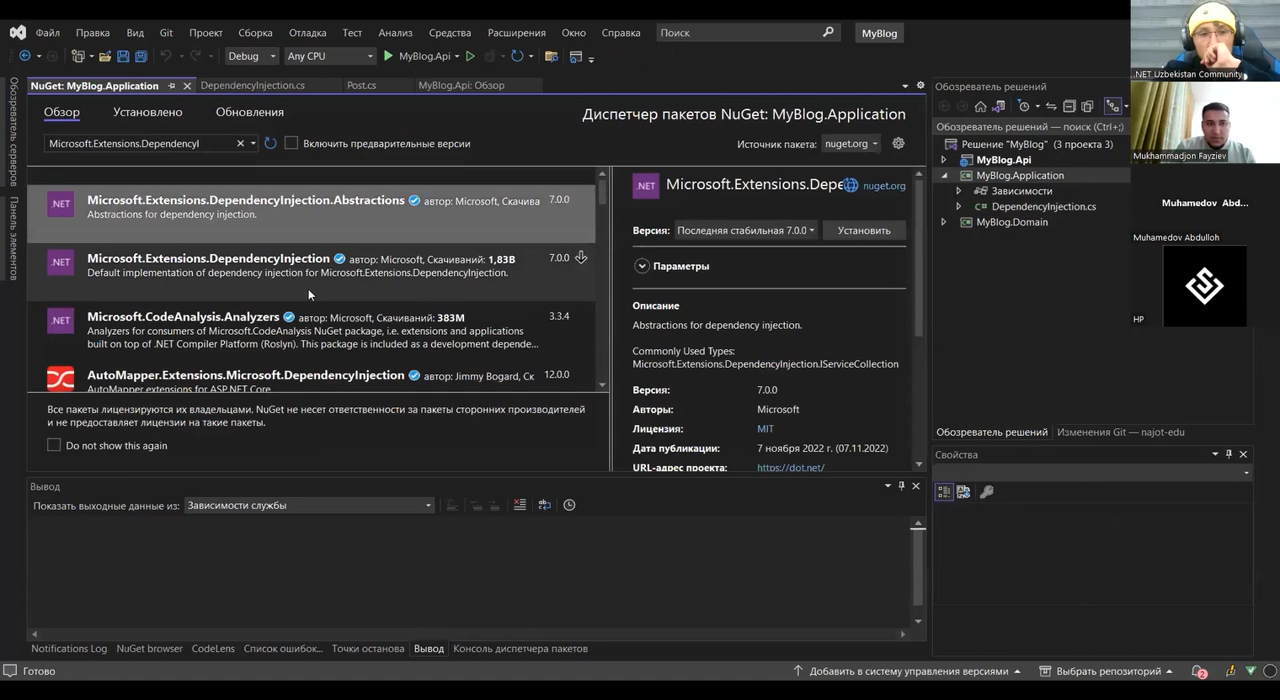 Файл Правка Вид Git Проект Сборка Отладка Тест Анализ Средства Расширения Окно Справка Поиск MyBlog
Debug Any CPU MyBlog.Api
NuGet: MyBlog.Application DependencyInjection.cs Post.cs MyBlog.Api: Обзор
Обзор Установлено Обновления
Диспетчер пакетов NuGet: MyBlog.Application
Microsoft.Extensions.DependencyI Включить предварительные версии
Источник пакета: nuget.org
Microsoft.Extensions.DependencyInjection.Abstractions автор: Microsoft, Скачива 7.0.0
Abstractions for dependency injection.
Microsoft.Extensions.DependencyInjection автор: Microsoft, Скачиваний: 1,83B 7.0.0
Default implementation of dependency injection for Microsoft.Extensions.DependencyInjection.
Microsoft.CodeAnalysis.Analyzers автор: Microsoft, Скачиваний: 383M 3.3.4
Analyzers for consumers of Microsoft.CodeAnalysis NuGet package, i.e. extensions and applications
built on top of .NET Compiler Platform (Roslyn). This package is included as a development depende...
AutoMapper.Extensions.Microsoft.DependencyInjection автор: Jimmy Bogard, Ск 12.0.0
AutoMapper extensions for ASP.NET Core
.NET
.NET
.NET
Все пакеты лицензируются их владельцами. NuGet не несет ответственности за пакеты сторонних производителей
и не предоставляет лицензии на такие пакеты.
Do not show this again
.NET Microsoft.Extensions.Depe nuget.org
Версия: Последняя стабильная 7.0.0 Установить
Параметры
Описание
Abstractions for dependency injection.
Commonly Used Types:
Microsoft.Extensions.DependencyInjection.IServiceCollection
Версия: 7.0.0
Авторы: Microsoft
Лицензия: MIT
Дата публикации: 7 ноября 2022 г. (07.11.2022)
URL-адрес проекта: https://dot.net/
Обозреватель серверов
Панель элементов
Обозреватель решений
Обозреватель решений — поиск (Ctrl+;)
Решение "MyBlog" (3 проекта 3)
MyBlog.Api
MyBlog.Application
Зависимости
DependencyInjection.cs
MyBlog.Domain
Обозреватель решений Изменения Git — najot-edu
Свойства
Вывод
Показать выходные данные из: Зависимости службы
Notifications Log NuGet browser CodeLens Список ошибок... Точки останова Вывод Консоль диспетчера пакетов
Готово Добавить в систему управления версиями Выбрать репозиторий 2
.NET Uzbekistan Community
Mukhammadjon Fayziev
Muhamedov Abd...
Muhamedov Abdulloh
HP